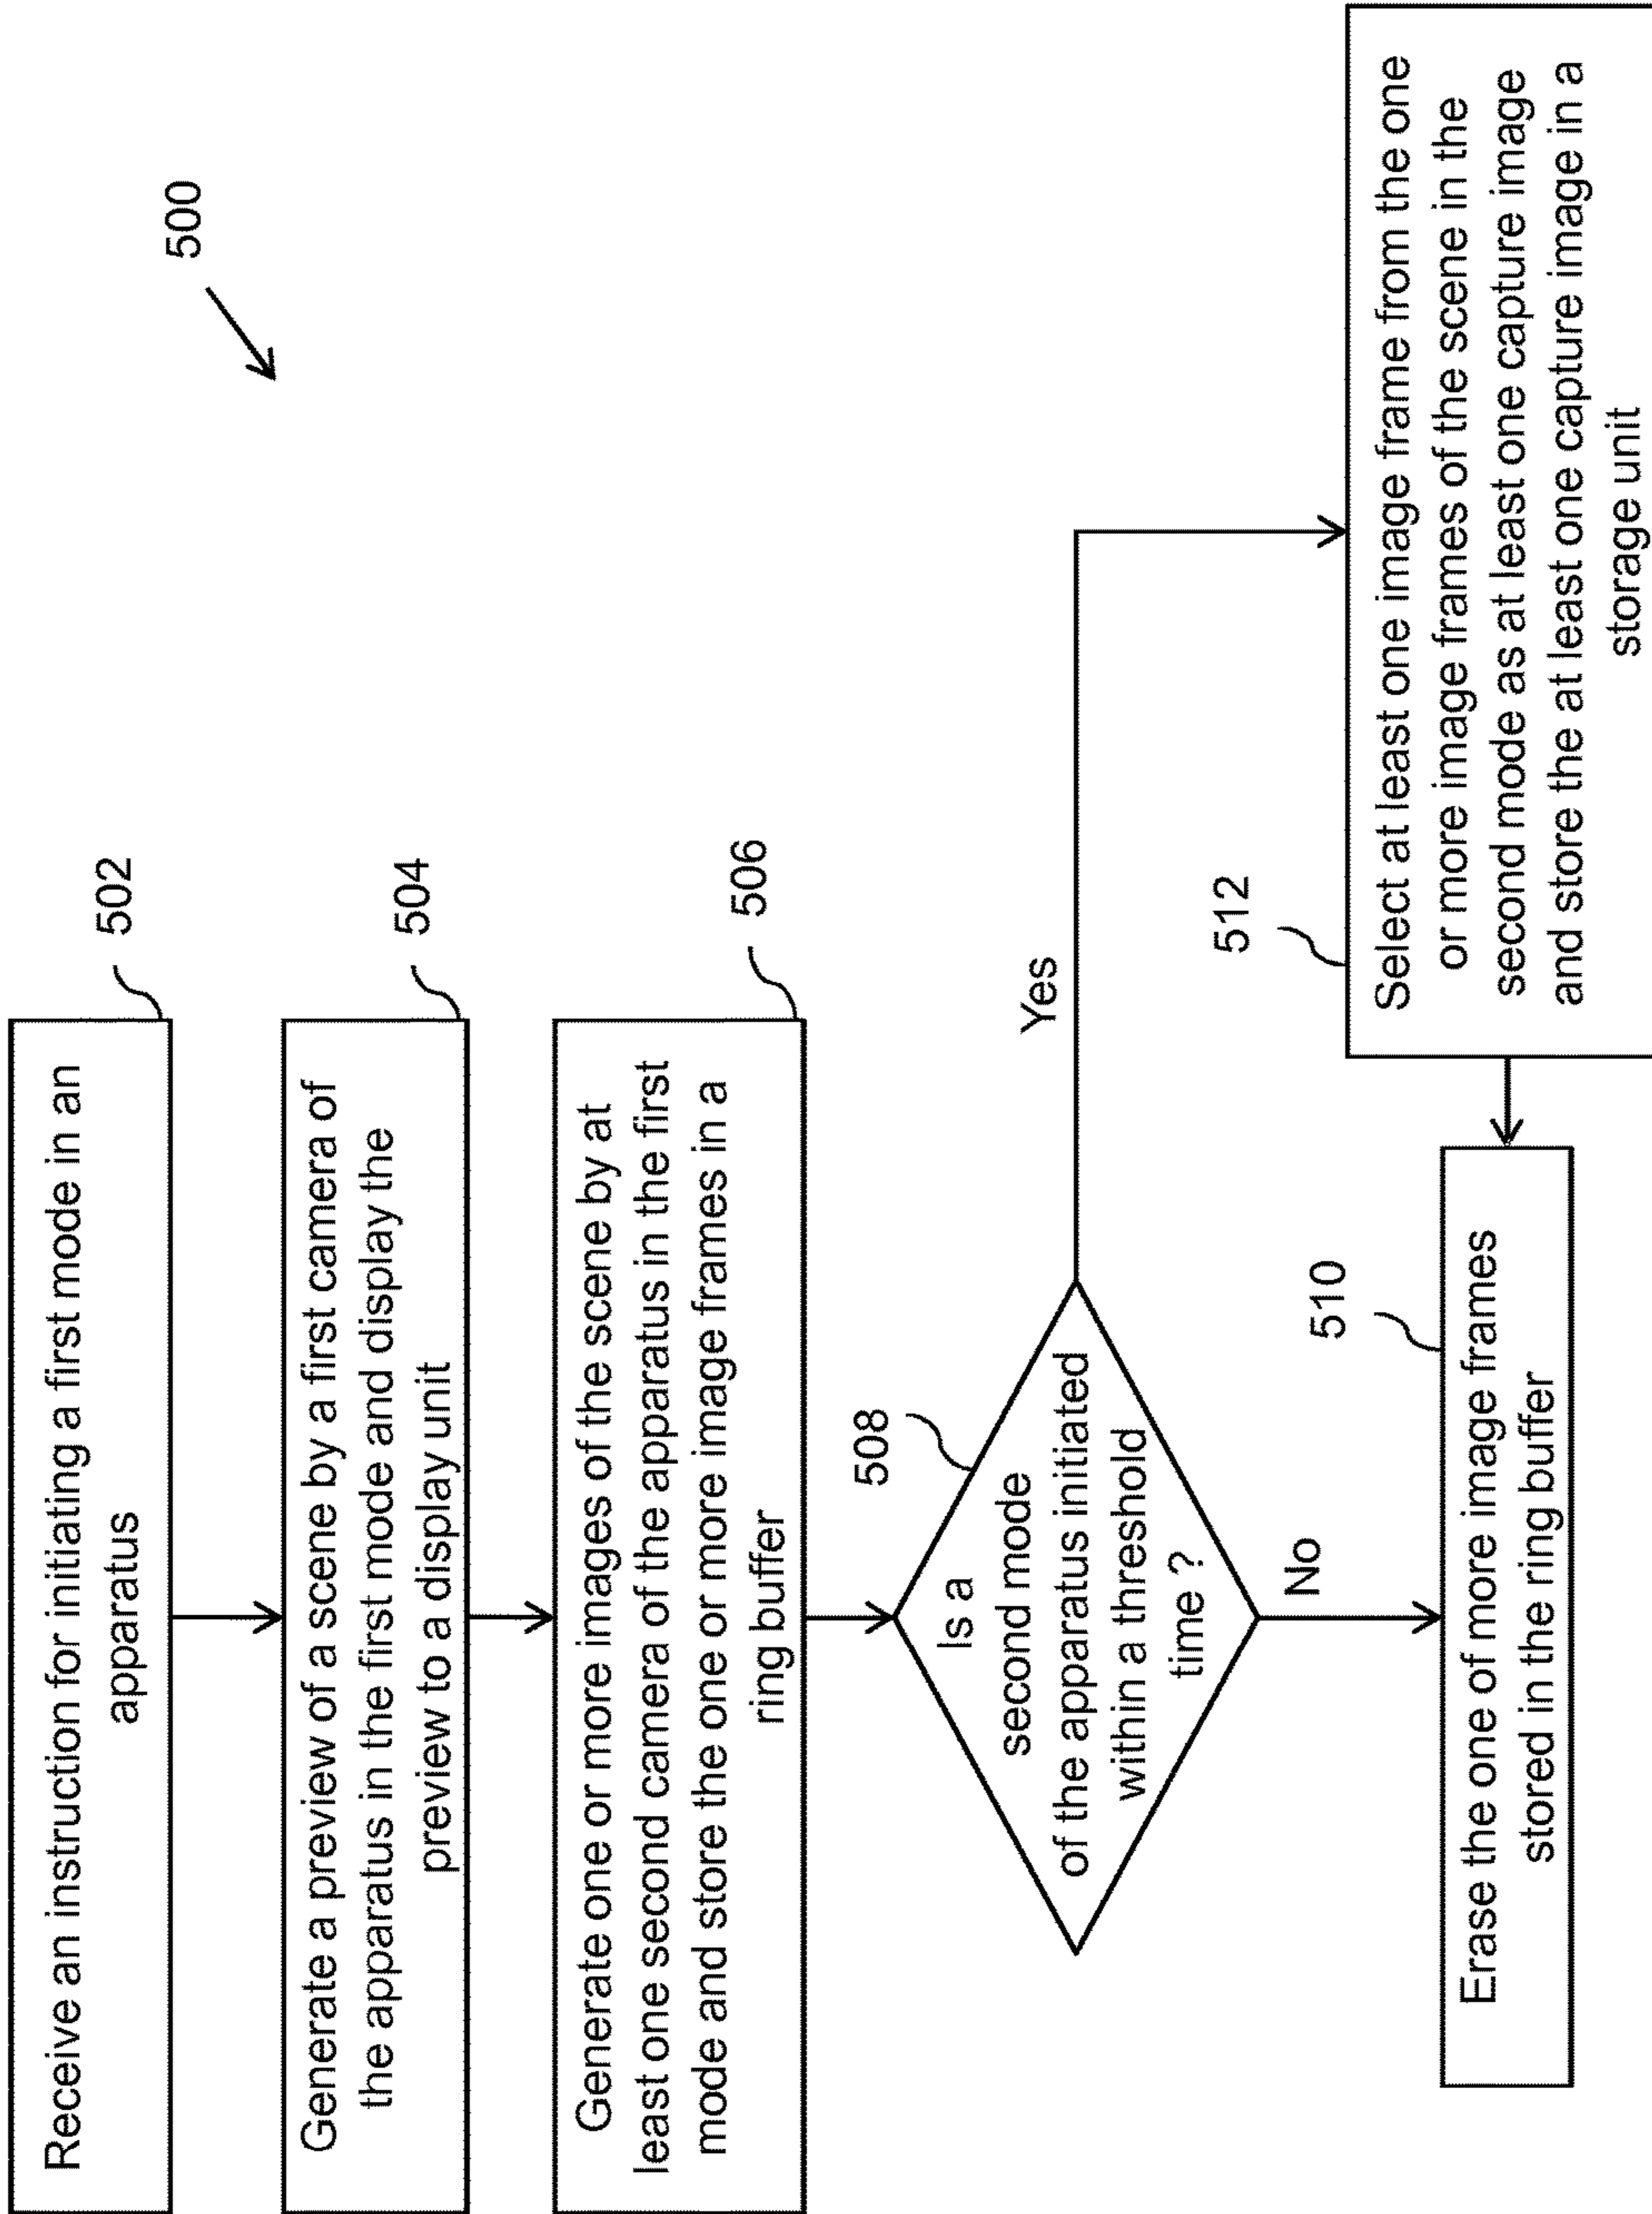 500
Receive an instruction for initiating a first mode in an
apparatus
502
Generate a preview of a scene by a first camera of
the apparatus in the first mode and display the
preview to a display unit
504
Generate one or more images of the scene by at
least one second camera of the apparatus in the first
mode and store the one or more image frames in a
ring buffer
506
Is a
second mode
of the apparatus initiated
within a threshold
time ?
508
Yes
No
Erase the one of more image frames
stored in the ring buffer
510
512
Select at least one image frame from the one
or more image frames of the scene in the
second mode as at least one capture image
and store the at least one capture image in a
storage unit